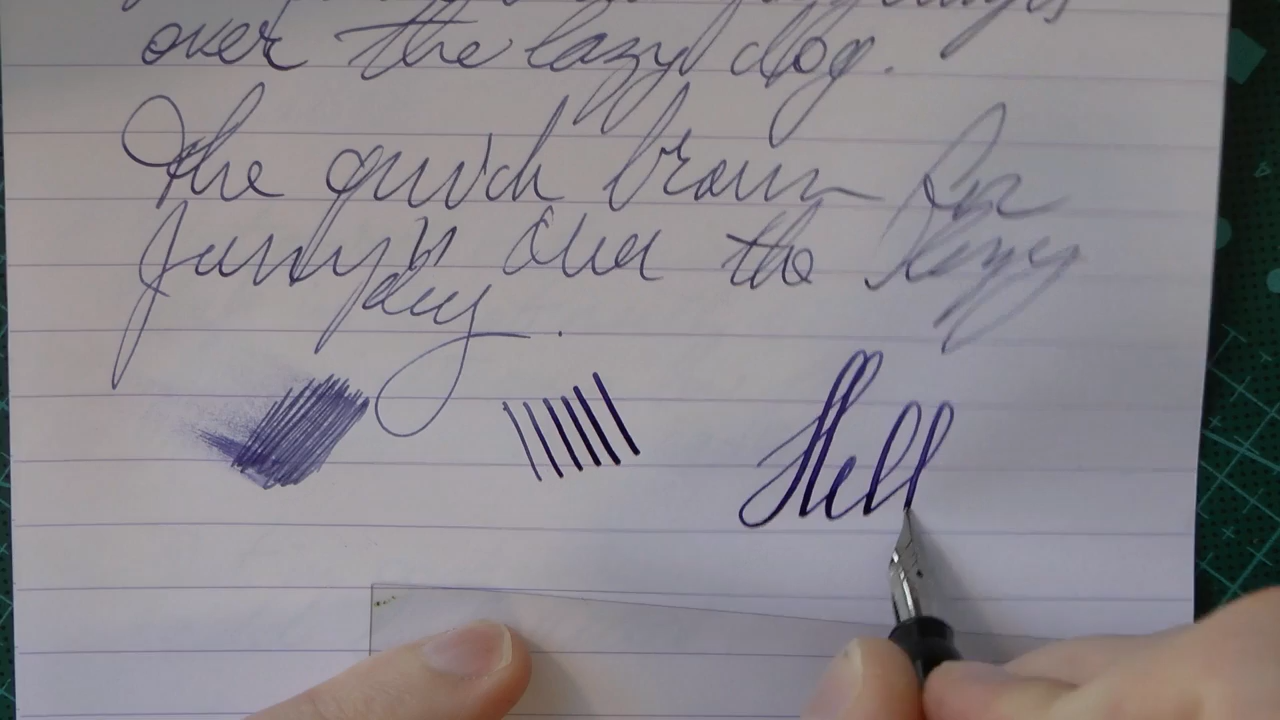 over the lazy dog.
The quick brown fox
jumps over the lazy
dog.
Hell